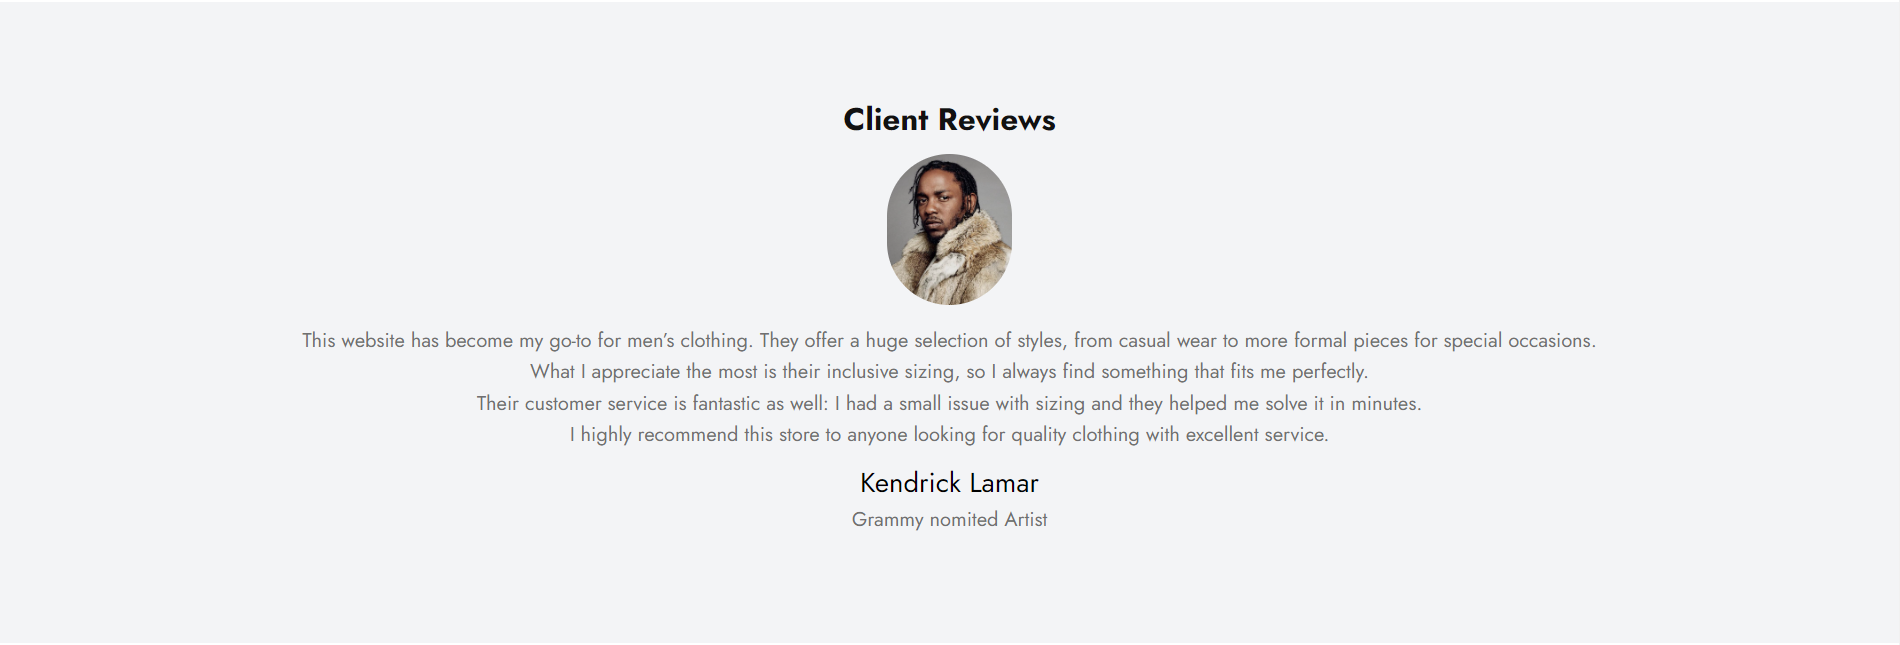 Client Reviews
This website has become my go-to for men’s clothing. They offer a huge selection of styles, from casual wear to more formal pieces for special occasions.
What I appreciate the most is their inclusive sizing, so I always find something that fits me perfectly.
Their customer service is fantastic as well: I had a small issue with sizing and they helped me solve it in minutes.
I highly recommend this store to anyone looking for quality clothing with excellent service.
Kendrick Lamar
Grammy nomited Artist